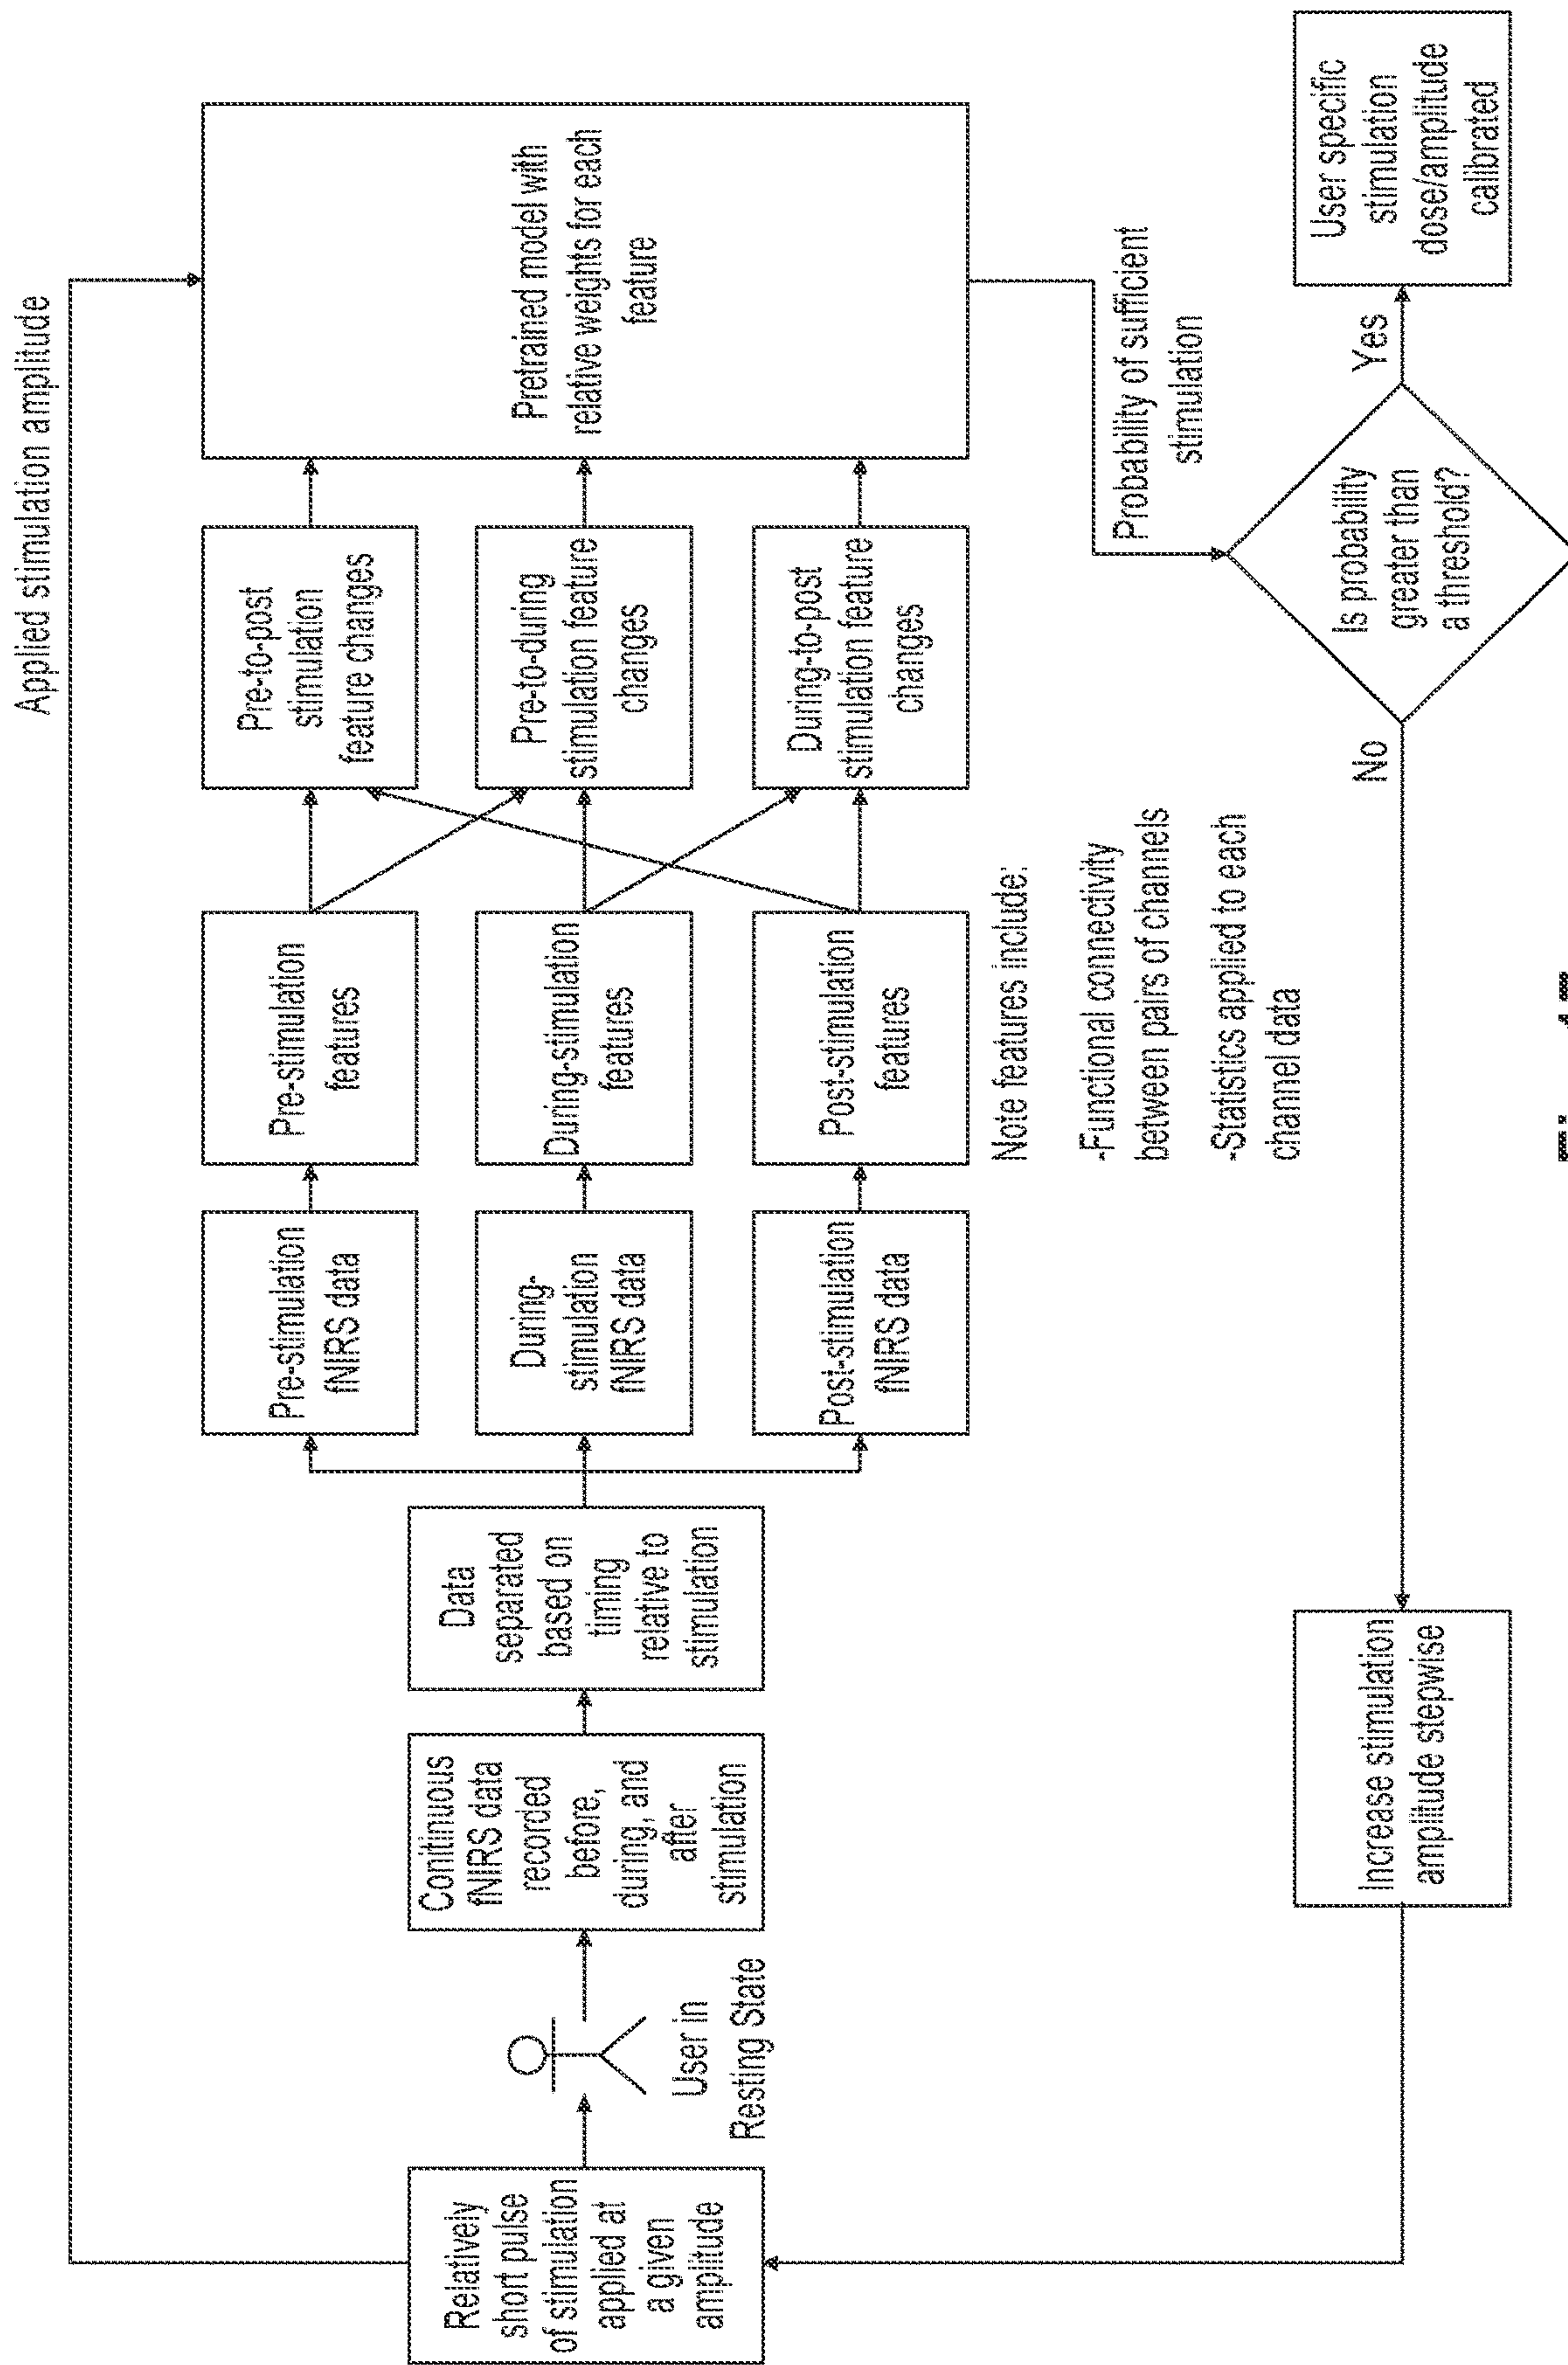 Applied stimulation amplitude
Relatively
short pulse
of stimulation
applied at
a given
amplitude
User in
Resting State
Conitinuous
fNIRS data
recorded
before,
during, and
after
stimulation
Data
separated
based on
timing
relative to
stimulation
Pre-stimulation
fNIRS data
During-
stimulation
fNIRS data
Post-stimulation
fNIRS data
Pre-stimulation
features
During-stimulation
features
Post-stimulation
features
Note features include:
-Functional connectivity
between pairs of channels
-Statistics applied to each
channel data
Pre-to-post
stimulation
feature changes
Pre-to-during
stimulation feature
changes
During-to-post
stimulation feature
changes
Pretrained model with
relative weights for each
feature
Probability of sufficient
stimulation
Is probability
greater than
a threshold?
Yes
User specific
stimulation
dose/amplitude
calibrated
No
Increase stimulation
amplitude stepwise